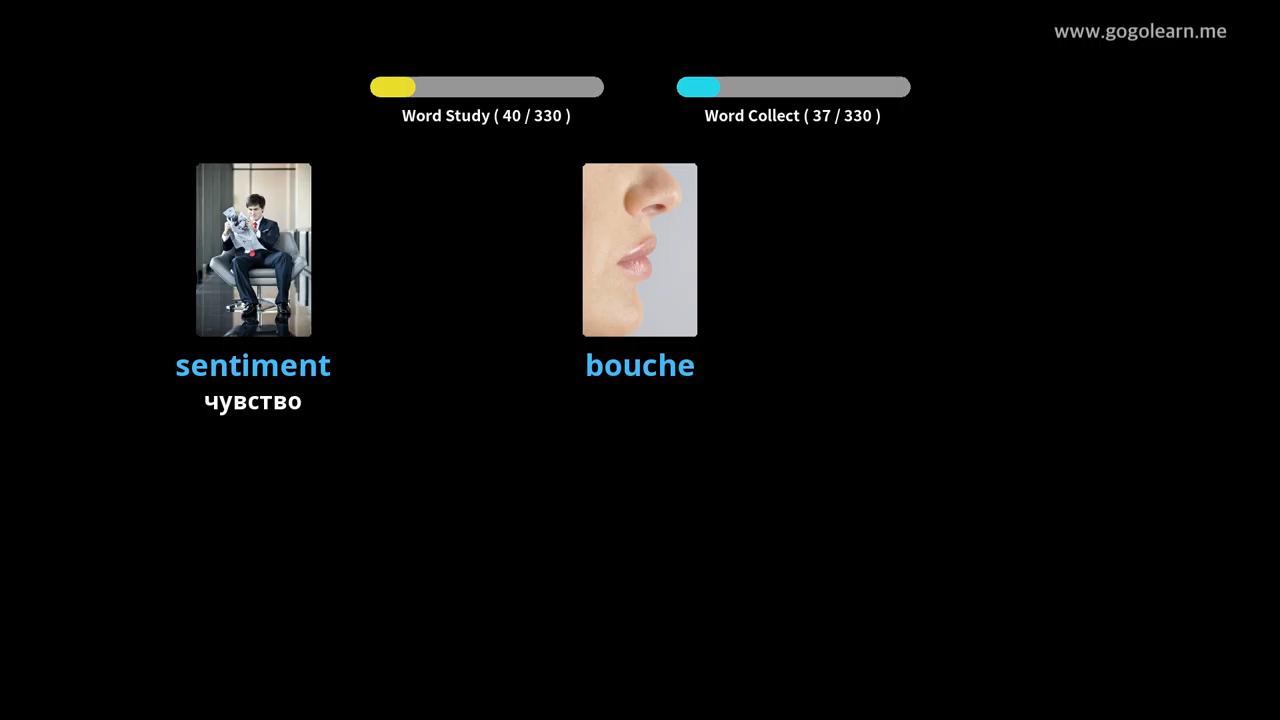 www.gogolearn.me
Word Study ( 40 / 330 )
Word Collect ( 37 / 330 )
sentiment
чувство
bouche